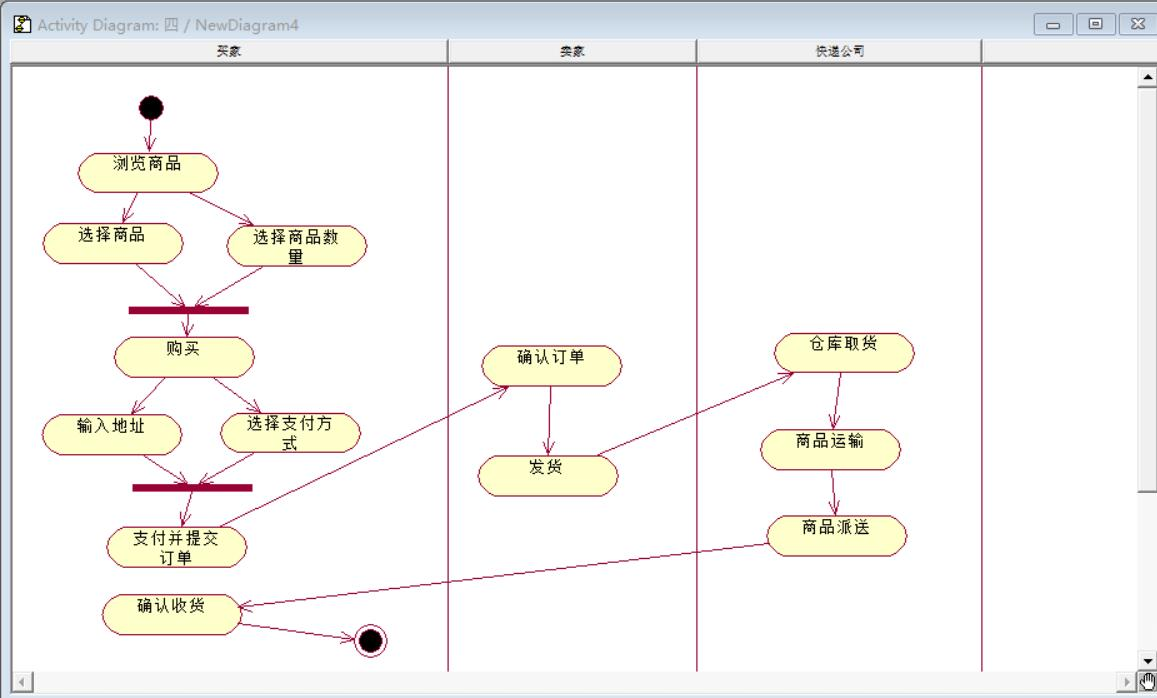 Activity Diagram: 四 / NewDiagram4
买家
卖家
快递公司
浏览商品
选择商品
选择商品数
量
购买
输入地址
选择支付方
式
支付并提交
订单
确认收货
确认订单
发货
仓库取货
商品运输
商品派送